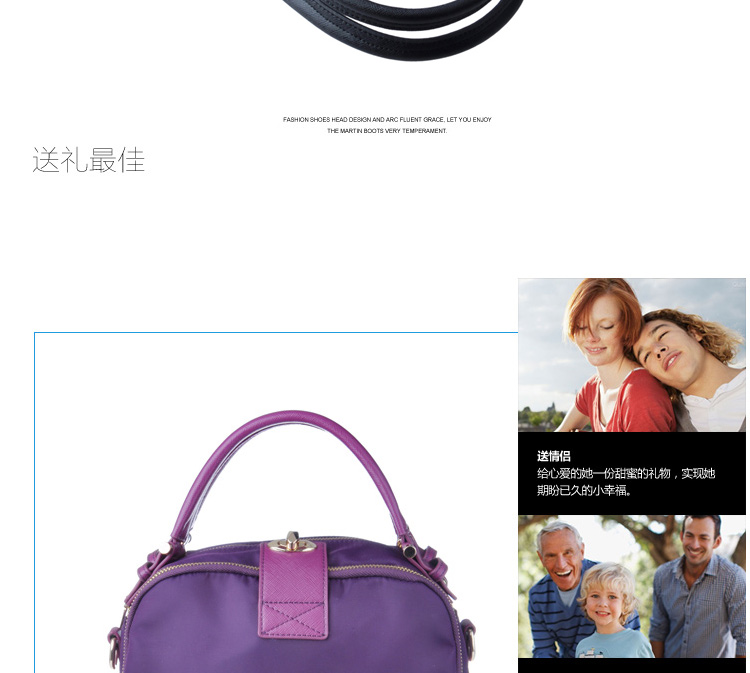 FASHION SHOES HEAD DESIGN AND ARC FLUENT GRACE, LET YOU ENJOY
THE MARTIN BOOTS VERY TEMPERAMENT.
送礼最佳
送情侣
给心爱的她一份甜蜜的礼物，实现她
期盼已久的小幸福。